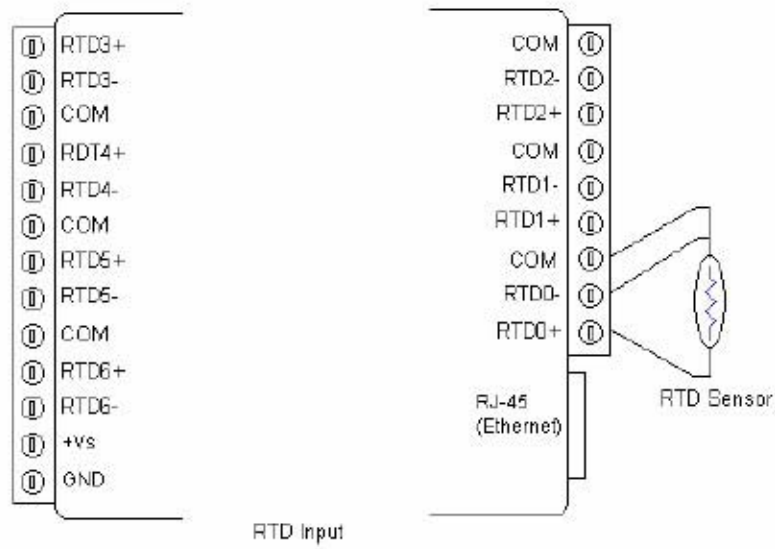 RTD3+
RTD3-
COM
RDT4+
RTD4-
COM
RTD5+
RTD5-
COM
RTD6+
RTD6-
+Vs
GND
COM
RTD2-
RTD2+
COM
RTD1-
RTD1+
COM
RTD0-
RTD0+
RJ-45
(Ethernet)
RTD Sensor
RTD Input